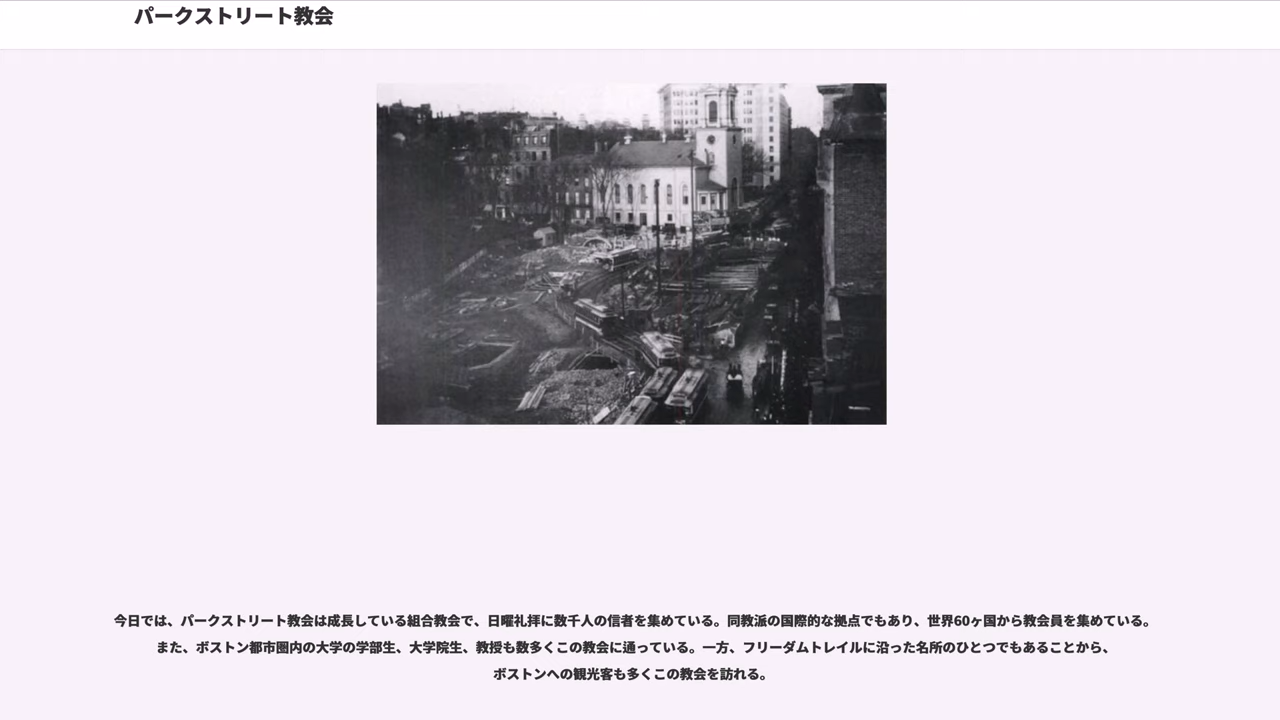 パークストリート教会
今日では、パークストリート教会は成長している組合教会で、日曜礼拝に数千人の信者を集めている。同教派の国際的な拠点でもあり、世界60ヶ国から教会員を集めている。
また、ボストン都市圏内の大学の学部生、大学院生、教授も数多くこの教会に通っている。一方、フリーダムトレイルに沿った名所のひとつでもあることから、
ボストンへの観光客も多くこの教会を訪れる。